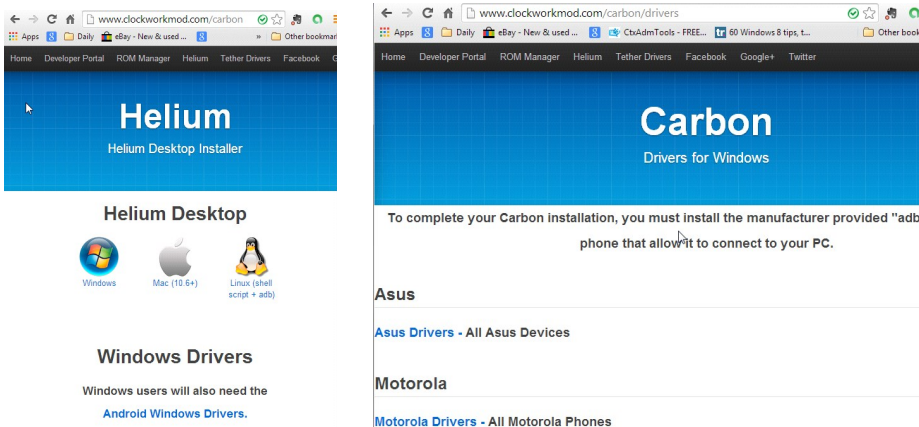 www.clockworkmod.com/carbon
Apps Daily eBay - New & used ... » Other bookmar
Home Developer Portal ROM Manager Helium Tether Drivers Facebook G
Helium
Helium Desktop Installer
Helium Desktop
Windows Mac (10.6+) Linux (shell
script + adb)
Windows Drivers
Windows users will also need the
Android Windows Drivers.
www.clockworkmod.com/carbon/drivers
Apps Daily eBay - New & used ... CtxAdmTools - FREE... tr 60 Windows 8 tips, t... Other book
Home Developer Portal ROM Manager Helium Tether Drivers Facebook Google+ Twitter
Carbon
Drivers for Windows
To complete your Carbon installation, you must install the manufacturer provided "adb
phone that allow it to connect to your PC.
Asus
Asus Drivers - All Asus Devices
Motorola
Motorola Drivers - All Motorola Phones